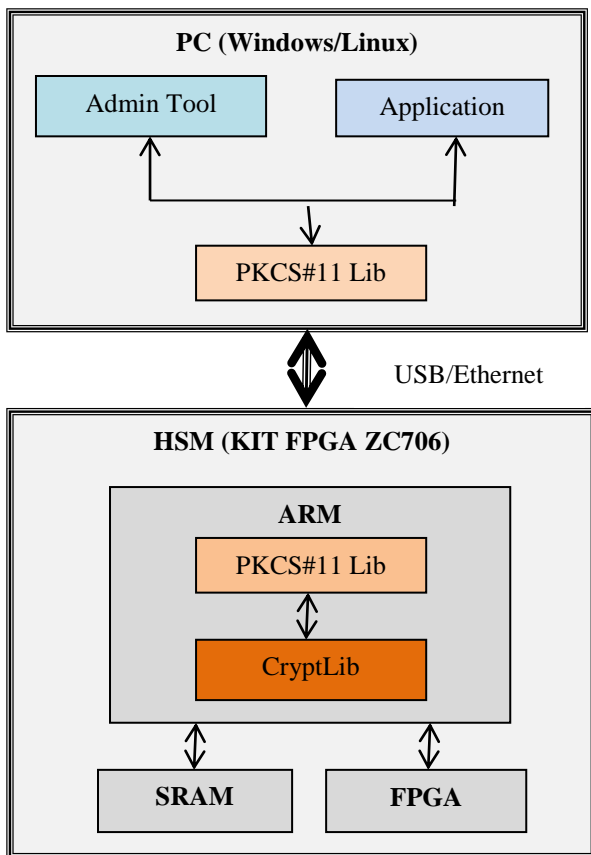 PC (Windows/Linux)
Admin Tool
Application
PKCS#11 Lib
USB/Ethernet
HSM (KIT FPGA ZC706)
ARM
PKCS#11 Lib
CryptLib
SRAM
FPGA